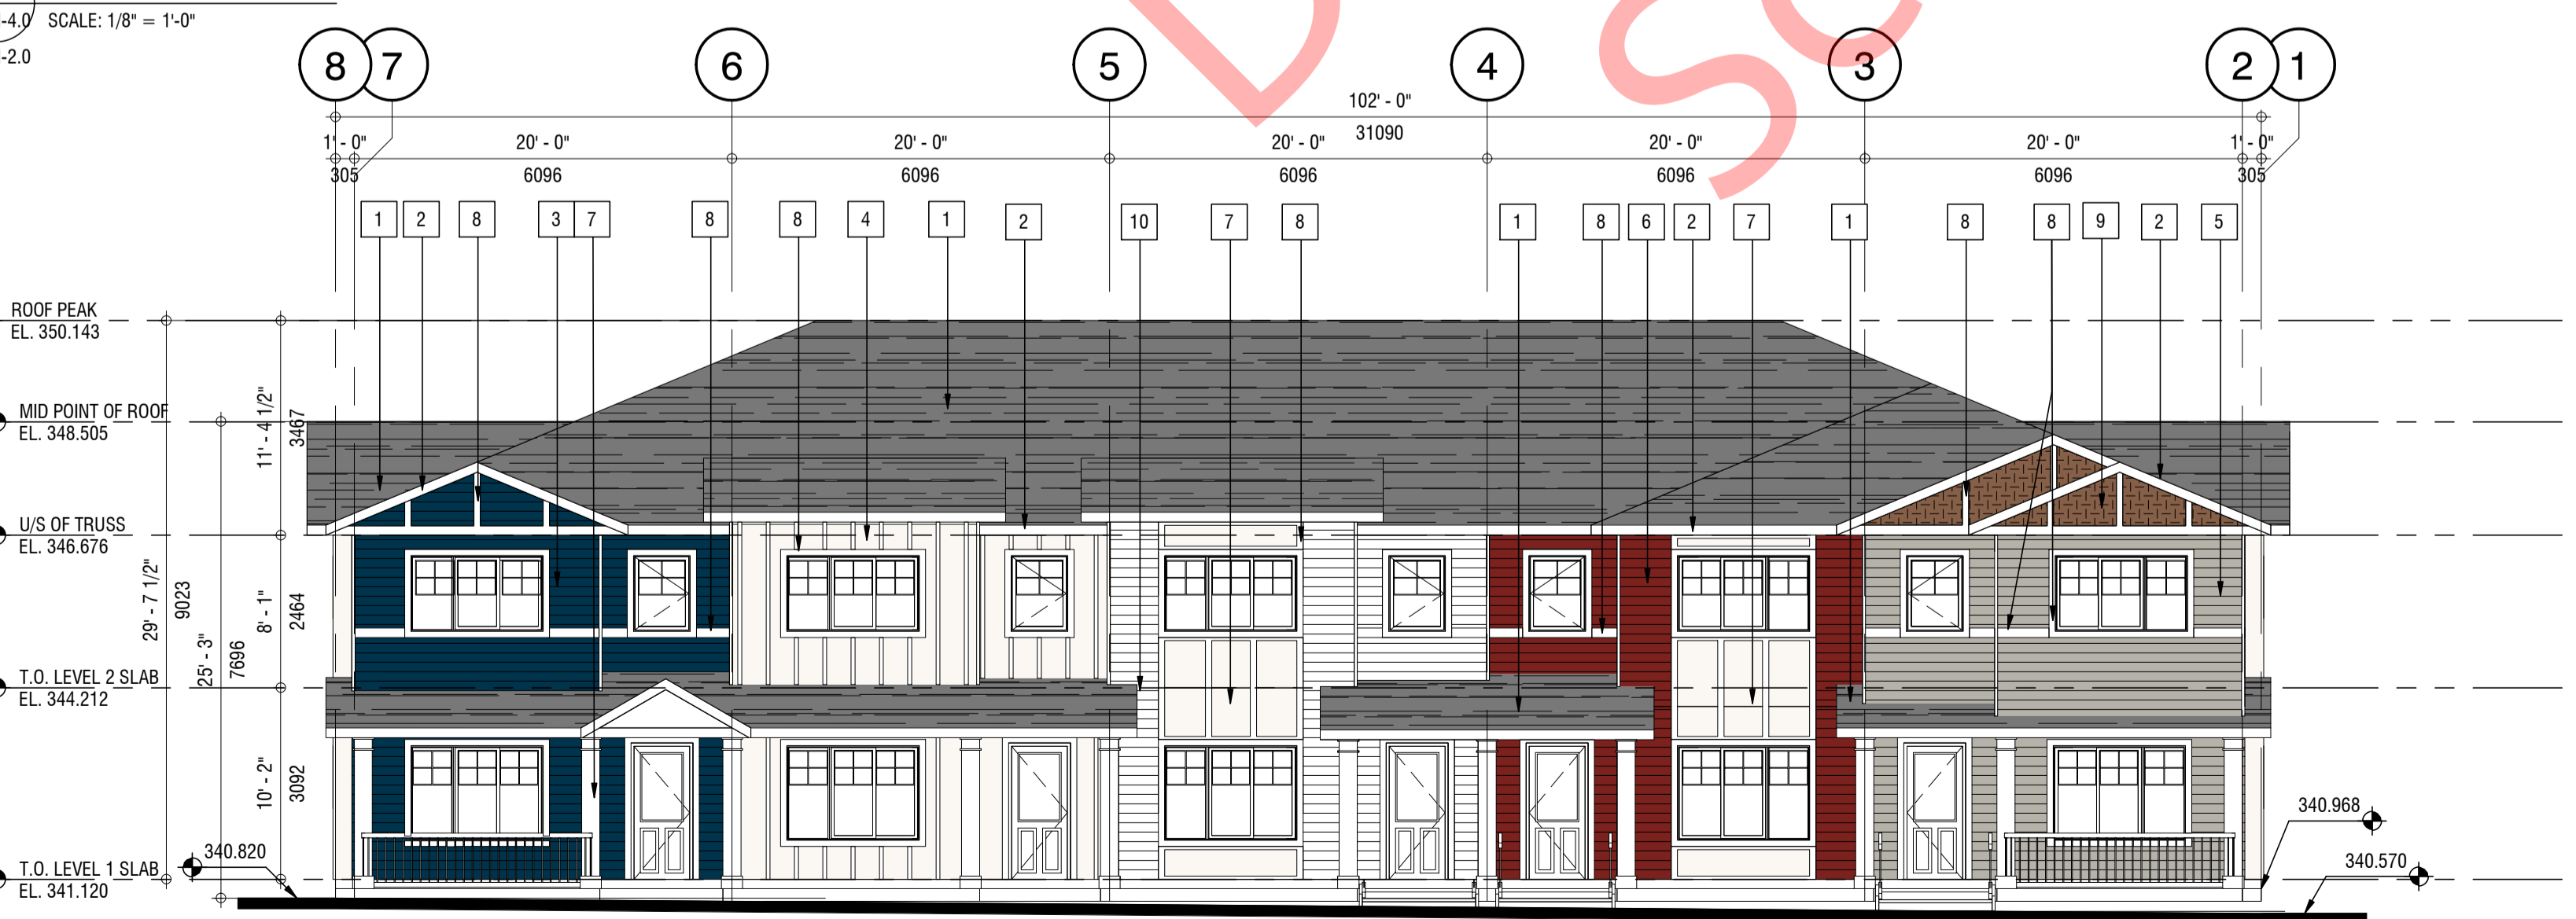 -4.0 SCALE: 1/8" = 1'-0"
-2.0
8 7 6 5 4 3 2 1
102' - 0"
31090
1' - 0" 20' - 0" 20' - 0" 20' - 0" 20' - 0" 20' - 0" 1' - 0"
305 6096 6096 6096 6096 6096 305
1 2 8 3 7 8 8 4 1 2 10 7 8 1 8 6 2 7 1 8 8 9 2 5
ROOF PEAK
EL. 350.143
MID POINT OF ROOF
EL. 348.505
U/S OF TRUSS
EL. 346.676
T.O. LEVEL 2 SLAB
EL. 344.212
T.O. LEVEL 1 SLAB
EL. 341.120
29' - 7 1/2"
9023
25' - 3"
7696
11' - 4 1/2"
3467
8' - 1"
2464
10' - 2"
3092
340.820
340.968
340.570